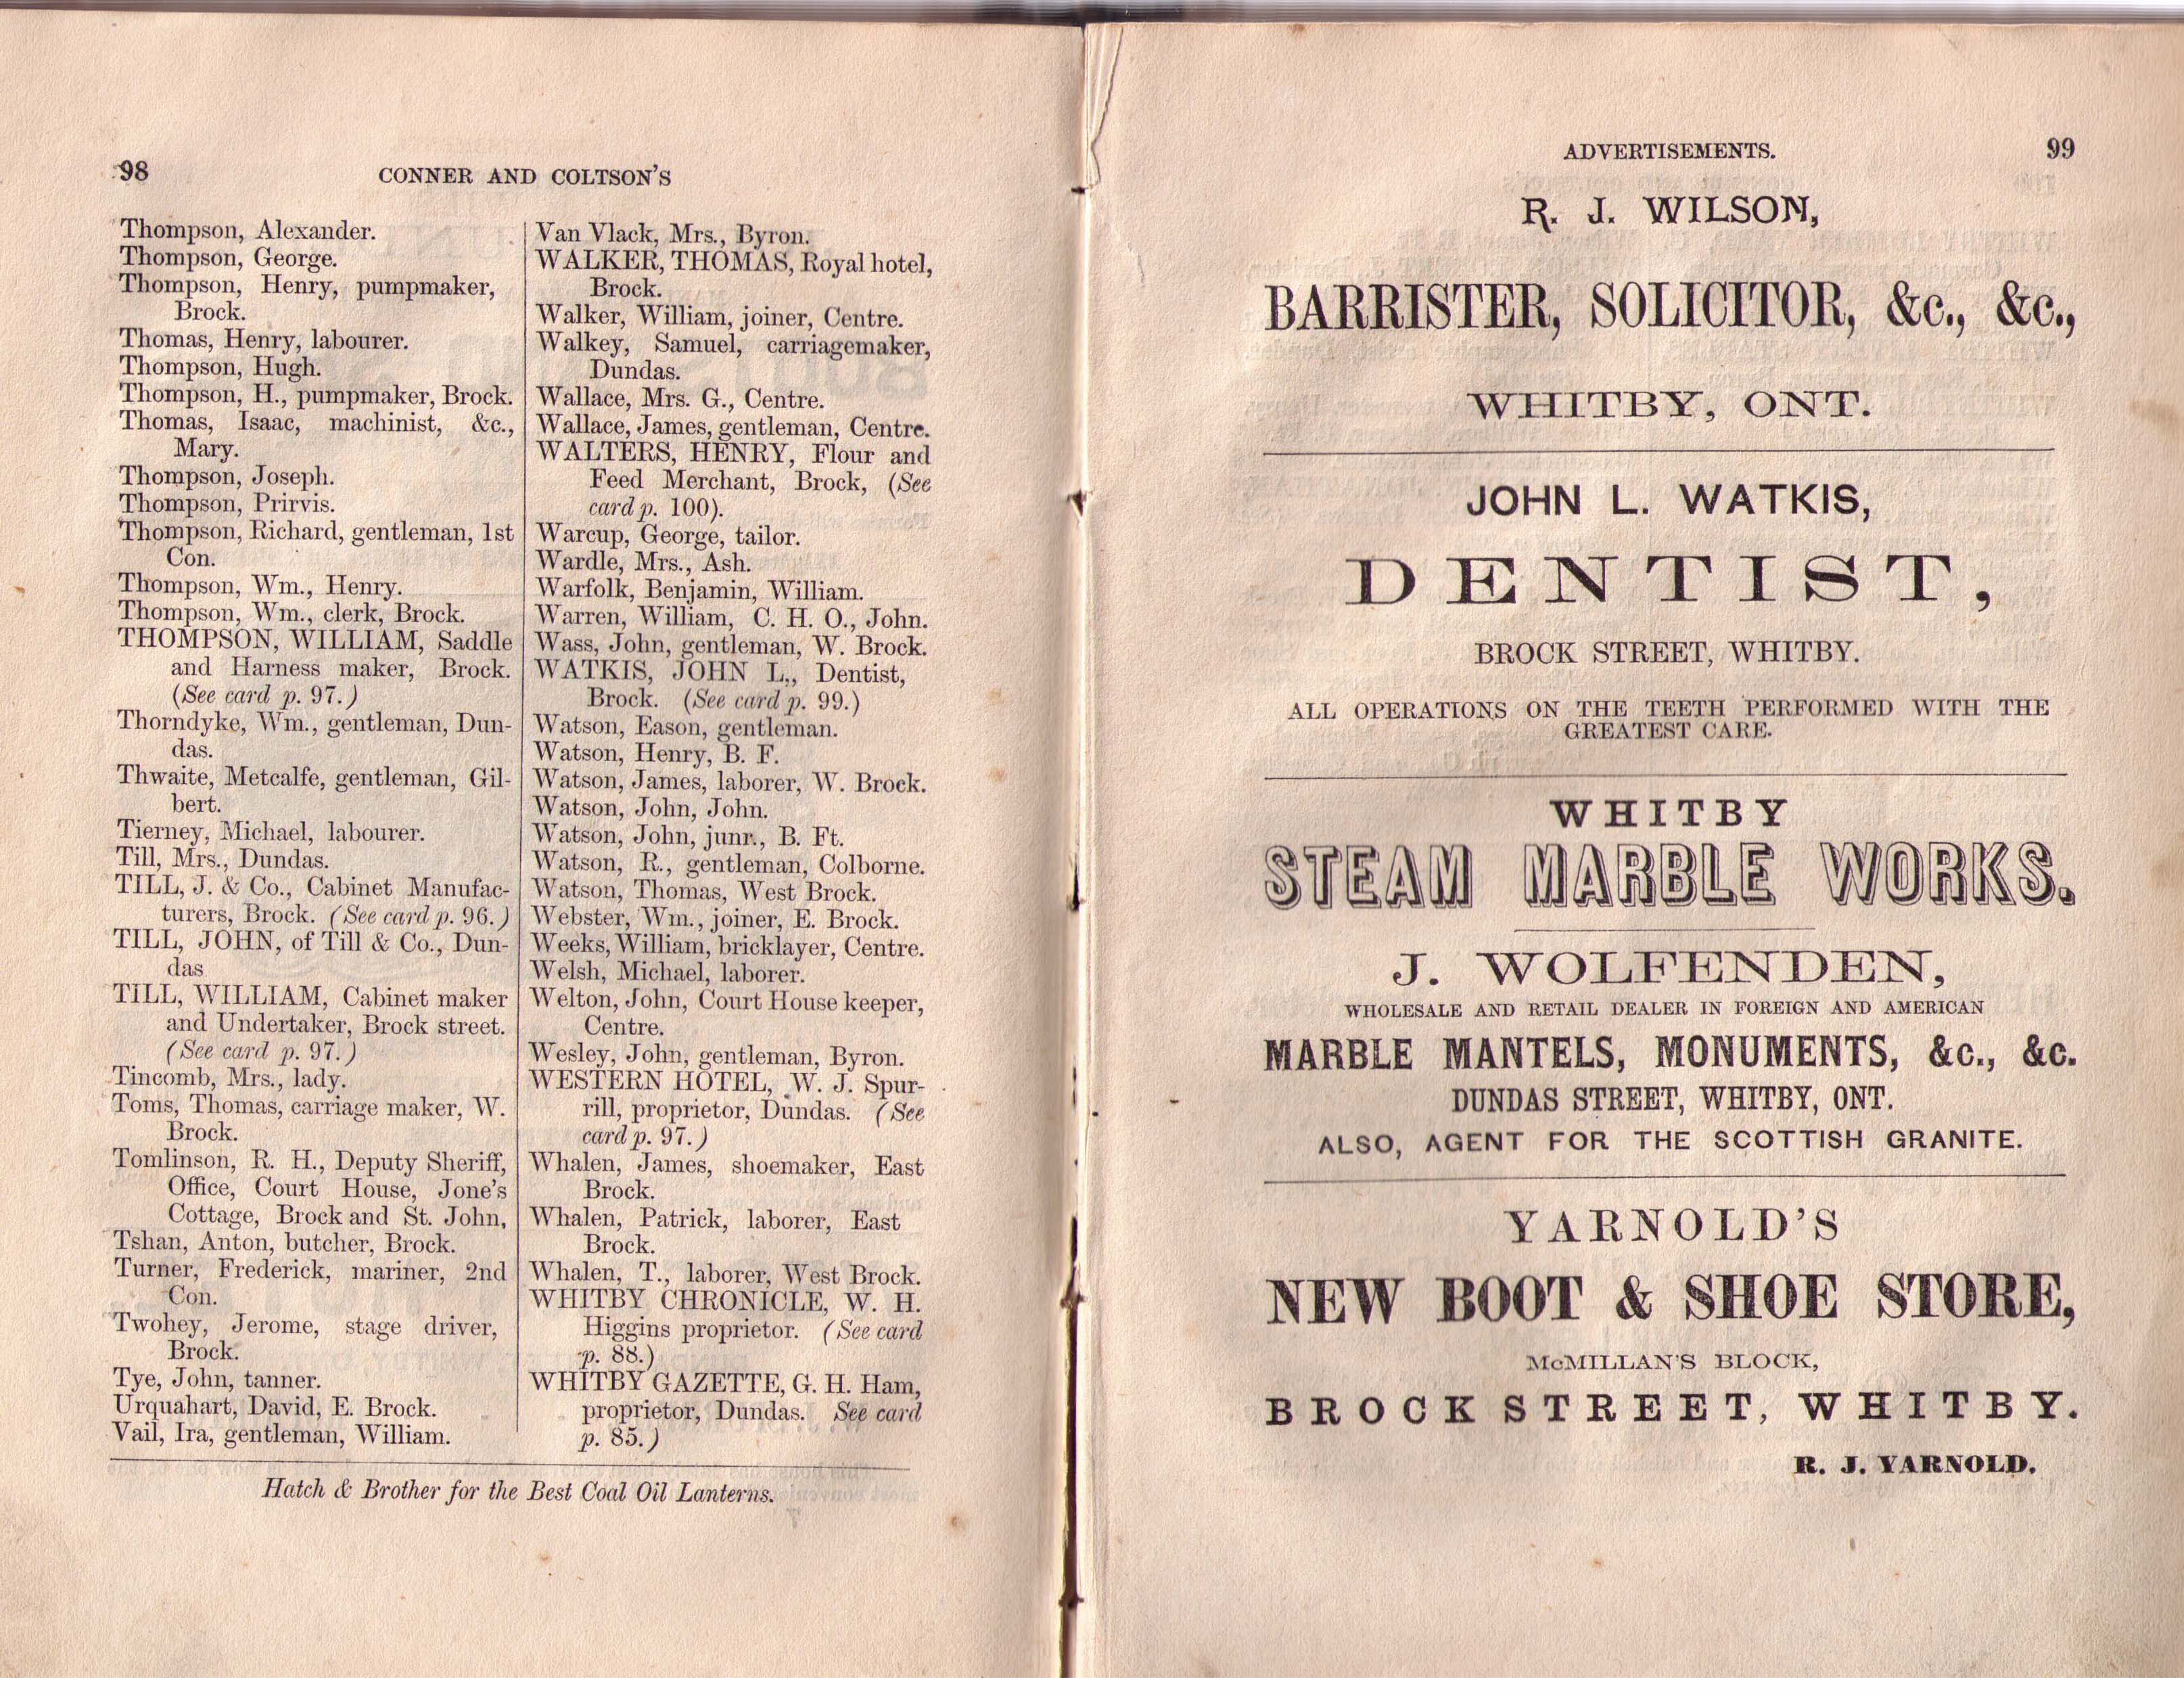 98
CONNER AND COLTSON'S
Thompson, Alexander.
Thompson, George.
Thompson, Henry, pumpmaker,
Brock.
Thomas, Henry, labourer.
Thompson, Hugh.
Thompson, H., pumpmaker, Brock.
Thomas, Isaac, machinist, &c.,
Mary.
Thompson, Joseph.
Thompson, Prirvis.
Thompson, Richard, gentleman, 1st
Con.
Thompson, Wm., Henry.
Thompson, Wm., clerk, Brock.
THOMPSON, WILLIAM, Saddle
and Harness maker, Brock.
(See card p. 97.)
Thorndyke, Wm., gentleman, Dun-
das.
Thwaite, Metcalfe, gentleman, Gil-
bert.
Tierney, Michael, labourer.
Till, Mrs., Dundas.
TILL, J. & Co., Cabinet Manufac-
turers, Brock. (See card p. 96.)
TILL, JOHN, of Till & Co., Dun-
das
TILL, WILLIAM, Cabinet maker
and Undertaker, Brock street.
(See card p. 97.)
Tincomb, Mrs., lady.
Toms, Thomas, carriage maker, W.
Brock.
Tomlinson, R. H., Deputy Sheriff,
Office, Court House, Jone's
Cottage, Brock and St. John,
Tshan, Anton, butcher, Brock.
Turner, Frederick, mariner, 2nd
Con.
Twohey, Jerome, stage driver,
Brock.
Tye, John, tanner.
Urquahart, David, E. Brock.
Vail, Ira, gentleman, William.
Van Vlack, Mrs., Byron.
WALKER, THOMAS, Royal hotel,
Brock.
Walker, William, joiner, Centre.
Walkey, Samuel, carriagemaker,
Dundas.
Wallace, Mrs. G., Centre.
Wallace, James, gentleman, Centre.
WALTERS, HENRY, Flour and
Feed Merchant, Brock, (See
card p. 100).
Warcup, George, tailor.
Wardle, Mrs., Ash.
Warfolk, Benjamin, William.
Warren, William, C. H. O., John.
Wass, John, gentleman, W. Brock.
WATKIS, JOHN L., Dentist,
Brock. (See card p. 99.)
Watson, Eason, gentleman.
Watson, Henry, B. F.
Watson, James, laborer, W. Brock.
Watson, John, John.
Watson, John, junr., B. Ft.
Watson, R., gentleman, Colborne.
Watson, Thomas, West Brock.
Webster, Wm., joiner, E. Brock.
Weeks, William, bricklayer, Centre.
Welsh, Michael, laborer.
Welton, John, Court House keeper,
Centre.
Wesley, John, gentleman, Byron.
WESTERN HOTEL, W. J. Spur-
rill, proprietor, Dundas. (See
card p. 97.)
Whalen, James, shoemaker, East
Brock.
Whalen, Patrick, laborer, East
Brock.
Whalen, T., laborer, West Brock.
WHITBY CHRONICLE, W. H.
Higgins proprietor. (See card
p. 88.)
WHITBY GAZETTE, G. H. Ham,
proprietor, Dundas. See card
p. 85.)
Hatch & Brother for the Best Coal Oil Lanterns.
ADVERTISEMENTS.
99
R. J. WILSON,
BARRISTER, SOLICITOR, &c., &c.,
WHITBY, ONT.
JOHN L. WATKIS,
DENTIST,
BROCK STREET, WHITBY.
ALL OPERATIONS ON THE TEETH PERFORMED WITH THE
GREATEST CARE.
WHITBY
STEAM MARBLE WORKS.
J. WOLFENDEN,
WHOLESALE AND RETAIL DEALER IN FOREIGN AND AMERICAN
MARBLE MANTELS, MONUMENTS, &c., &c.
DUNDAS STREET, WHITBY, ONT.
ALSO, AGENT FOR THE SCOTTISH GRANITE.
YARNOLD'S
NEW BOOT & SHOE STORE,
McMILLAN'S BLOCK,
BROCK STREET, WHITBY.
R. J. YARNOLD.